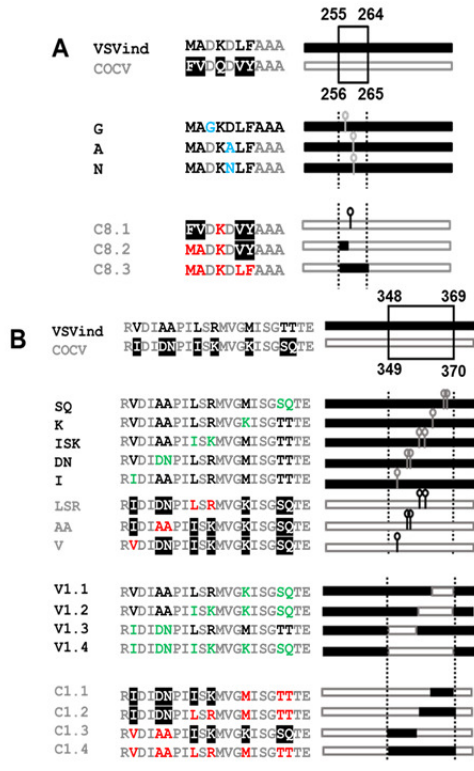 A
255 264
VSVind MADKDLFAAA
COCV FVDQDVYAAA
256 265
G MAGKDLFAAA
A MADKALFAAA
N MADKNLFAAA
C8.1 FVDKDVYAAA
C8.2 MADKDVYAAA
C8.3 MADKDLFAAA
B
348 369
VSVind RVDIAAPILSRMVGMISGTTTE
COCV RIDIDNPIISKMVGKISGSQTE
349 370
SQ RVDIAAPILSRMVGMISGSQTE
K RVDIAAPILSRMVGKISGTTTE
ISK RVDIAAPIISKMVGMISGTTTE
DN RVDIDNPILSRMVGMISGTTTE
I RIDIAAPILSRMVGMISGTTTE
LSR RIDIDNPILSRMVGKISGSQTE
AA RIDIAAPIISKMVGKISGSQTE
V RVDIDNPIISKMVGKISGSQTE
V1.1 RVDIAAPILSRMVGKISGSQTE
V1.2 RVDIAAPIISKMVGKISGSQTE
V1.3 RIDIDNPILSRMVGMISGTTTE
V1.4 RIDIDNPIISKMVGKISGSQTE
C1.1 RIDIDNPIISKMVGMISGTTTE
C1.2 RIDIDNPILSRMVGMISGTTTE
C1.3 RVDIAAPIISKMVGKISGSQTE
C1.4 RVDIAAPILSRMVGMISGTTTE